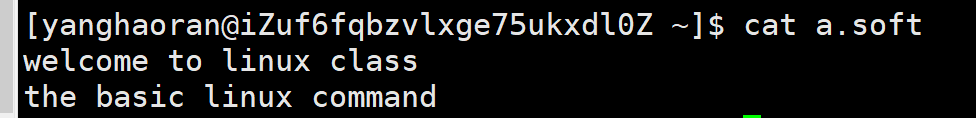 [yanghaoran@iZuf6fqbzvlxge75ukxdl0Z ~]$ cat a.soft
welcome to linux class
the basic linux command